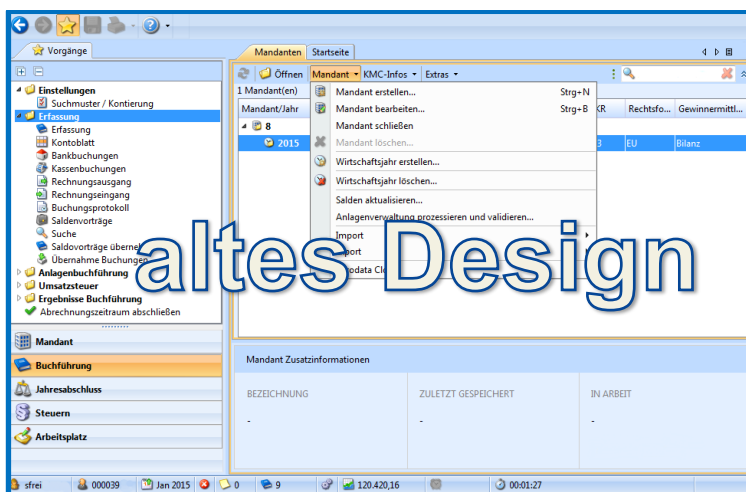 Vorgänge
Mandanten Startseite
Öffnen Mandant KMC-Infos Extras
1 Mandant(en)
Mandant/Jahr KR Rechtsfo... Gewinnermittl...
8
2015 3 EU Bilanz
Mandant erstellen... Strg+N
Mandant bearbeiten... Strg+B
Mandant schließen
Mandant löschen...
Wirtschaftsjahr erstellen...
Wirtschaftsjahr löschen...
Salden aktualisieren...
Anlagenverwaltung prozessieren und validieren...
Import
Einstellungen
Suchmuster / Kontierung
Erfassung
Erfassung
Kontoblatt
Bankbuchungen
Kassenbuchungen
Rechnungsausgang
Rechnungseingang
Buchungsprotokoll
Saldenvorträge
Suche
Saldovorträge überneh
Übernahme Buchungen
Anlagenbuchführung
Umsatzsteuer
Ergebnisse Buchführung
Abrechnungszeitraum abschließen
altes Design
Mandant
Buchführung
Jahresabschluss
Steuern
Arbeitsplatz
Mandant Zusatzinformationen
BEZEICHNUNG ZULETZT GESPEICHERT IN ARBEIT
- - -
sfrei 000039 Jan 2015 0 9 120.420,16 00:01:27